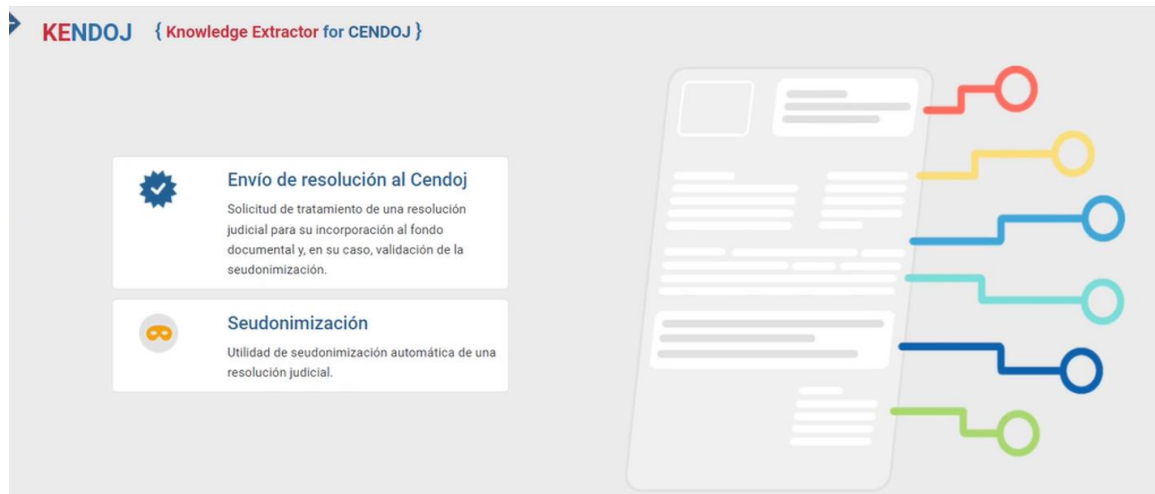 KENDOJ { Knowledge Extractor for CENDOJ }
Envío de resolución al Cendoj
Solicitud de tratamiento de una resolución
judicial para su incorporación al fondo
documental y, en su caso, validación de la
seudonimización.
Seudonimización
Utilidad de seudonimización automática de una
resolución judicial.